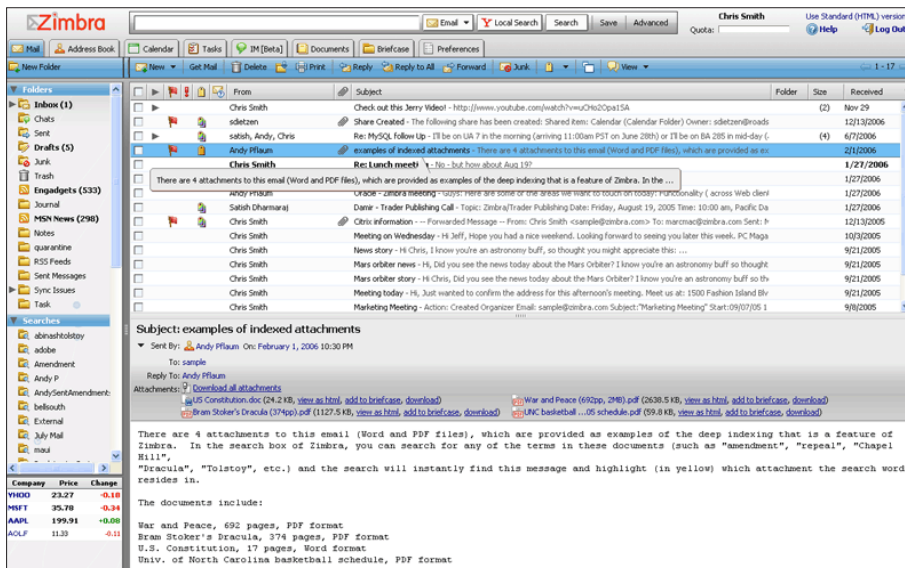 Zimbra
Email Local Search Search Save Advanced
Chris Smith
Quota:
Use Standard (HTML) version
Help Log Out
Mail Address Book Calendar Tasks IM[Beta] Documents Briefcase Preferences
New Folder New Get Mail Delete Print Reply Reply to All Forward Junk View 1 - 17
Folders
Inbox (1)
Chats
Sent
Drafts (5)
Junk
Trash
Engadgets (533)
Journal
MSN News (298)
Notes
quarantine
RSS Feeds
Sent Messages
Sync Issues
Task
Searches
abinashtolstoy
adobe
Amendment
Andy P
AndySentAmendment:
bellsouth
External
July Mail
maui
Company Price Change
YHOO 23.27 -0.18
MSFT 35.78 -0.34
AAPL 199.91 +0.08
AOLF 11.33 -0.11
From Subject Folder Size Received
Chris Smith Check out this Jerry Video! - http://www.youtube.com/watch?v=uCHo2OpaI5A (2) Nov 29
sdietzen Share Created - The following share has been created: Shared item: Calendar (Calendar Folder) Owner: sdietzen@roads 12/13/2006
satish, Andy, Chris Re: MySQL follow Up - I'll be on UA 7 in the morning (arriving 11:00am PST on June 28th) or I'll be on BA 285 in mid-day (. (4) 6/7/2006
Andy Pflaum examples of indexed attachments - There are 4 attachments to this email (Word and PDF files), which are provided as ex 2/1/2006
Chris Smith Re: Lunch meeti - No - but how about Aug 19? 1/27/2006
There are 4 attachments to this email (Word and PDF files), which are provided as examples of the deep indexing that is a feature of Zimbra. In the ... 1/27/2006
Andy Pflaum Oracle - Zimbra meeting - Guys: Here are some of the areas we want to touch on today: Functionality ( across Web client 1/27/2006
Satish Dharmaraj Damir - Trader Publishing Call - Topic: Zimbra/Trader Publishing Date: Friday, August 19, 2005 Time: 10:00 am, Pacific Da 1/27/2006
Chris Smith Citrix information - -- Forwarded Message -- From: Chris Smith <sample@zimbra.com> To: marcmac@zimbra.com Sent: 12/13/2005
Chris Smith Meeting on Wednesday - Hi Jeff, Hope you had a nice weekend. Looking forward to seeing you later this week. PC Maga 10/3/2005
Chris Smith News story - Hi Chris, I know you're an astronomy buff, so thought you might appreciate this: ... 9/21/2005
Chris Smith Mars orbiter news - Hi, Did you see the news today about the Mars Orbiter? I know you're an astronomy buff so thought 9/21/2005
Chris Smith Mars orbiter story - Hi Chris, Did you see the news today about the Mars Orbiter? I know you're an astronomy buff so th 9/21/2005
Chris Smith Meeting today - Hi, Just wanted to confirm the address for this afternoon's meeting. Meet us at: 1500 Fashion Island Blv 9/21/2005
Chris Smith Marketing Meeting - Action: Created Organizer Email: sample@zimbra.com Subject:"Marketing Meeting" Start:09/07/05 1 9/8/2005
Subject: examples of indexed attachments
Sent By: Andy Pflaum On: February 1, 2006 10:30 PM
To: sample
Reply To: Andy Pflaum
Attachments: Download all attachments
US Constitution.doc (24.2 KB, view as html, add to briefcase, download) War and Peace (692pp, 2MB).pdf (2638.5 KB, view as html, add to briefcase, download)
Bram Stoker's Dracula (374pp).pdf (1127.5 KB, view as html, add to briefcase, download) UNC basketball ...05 schedule.pdf (59.8 KB, view as html, add to briefcase, download)
There are 4 attachments to this email (Word and PDF files), which are provided as examples of the deep indexing that is a feature of
Zimbra. In the search box of Zimbra, you can search for any of the terms in these documents (such as "amendment", "repeal", "Chapel
Hill",
"Dracula", "Tolstoy", etc.) and the search will instantly find this message and highlight (in yellow) which attachment the search word
resides in.
The documents include:
War and Peace, 692 pages, PDF format
Bram Stoker's Dracula, 374 pages, PDF format
U.S. Constitution, 17 pages, Word format
Univ. of North Carolina basketball schedule, PDF format